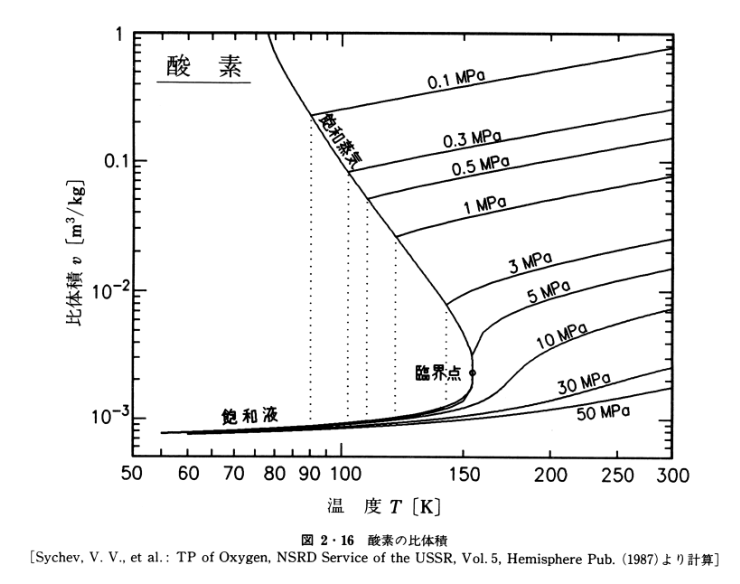 酸 素
1
0.1
10⁻²
10⁻³
比体積 v [m³/kg]
0.1 MPa
0.3 MPa
0.5 MPa
1 MPa
3 MPa
5 MPa
10 MPa
30 MPa
50 MPa
飽和蒸気
臨界点
飽和液
50 60 70 80 90 100 150 200 250 300
温 度 T [K]
図 2・16 酸素の比体積
[Sychev, V. V., et al.: TP of Oxygen, NSRD Service of the USSR, Vol. 5, Hemisphere Pub. (1987)より計算]